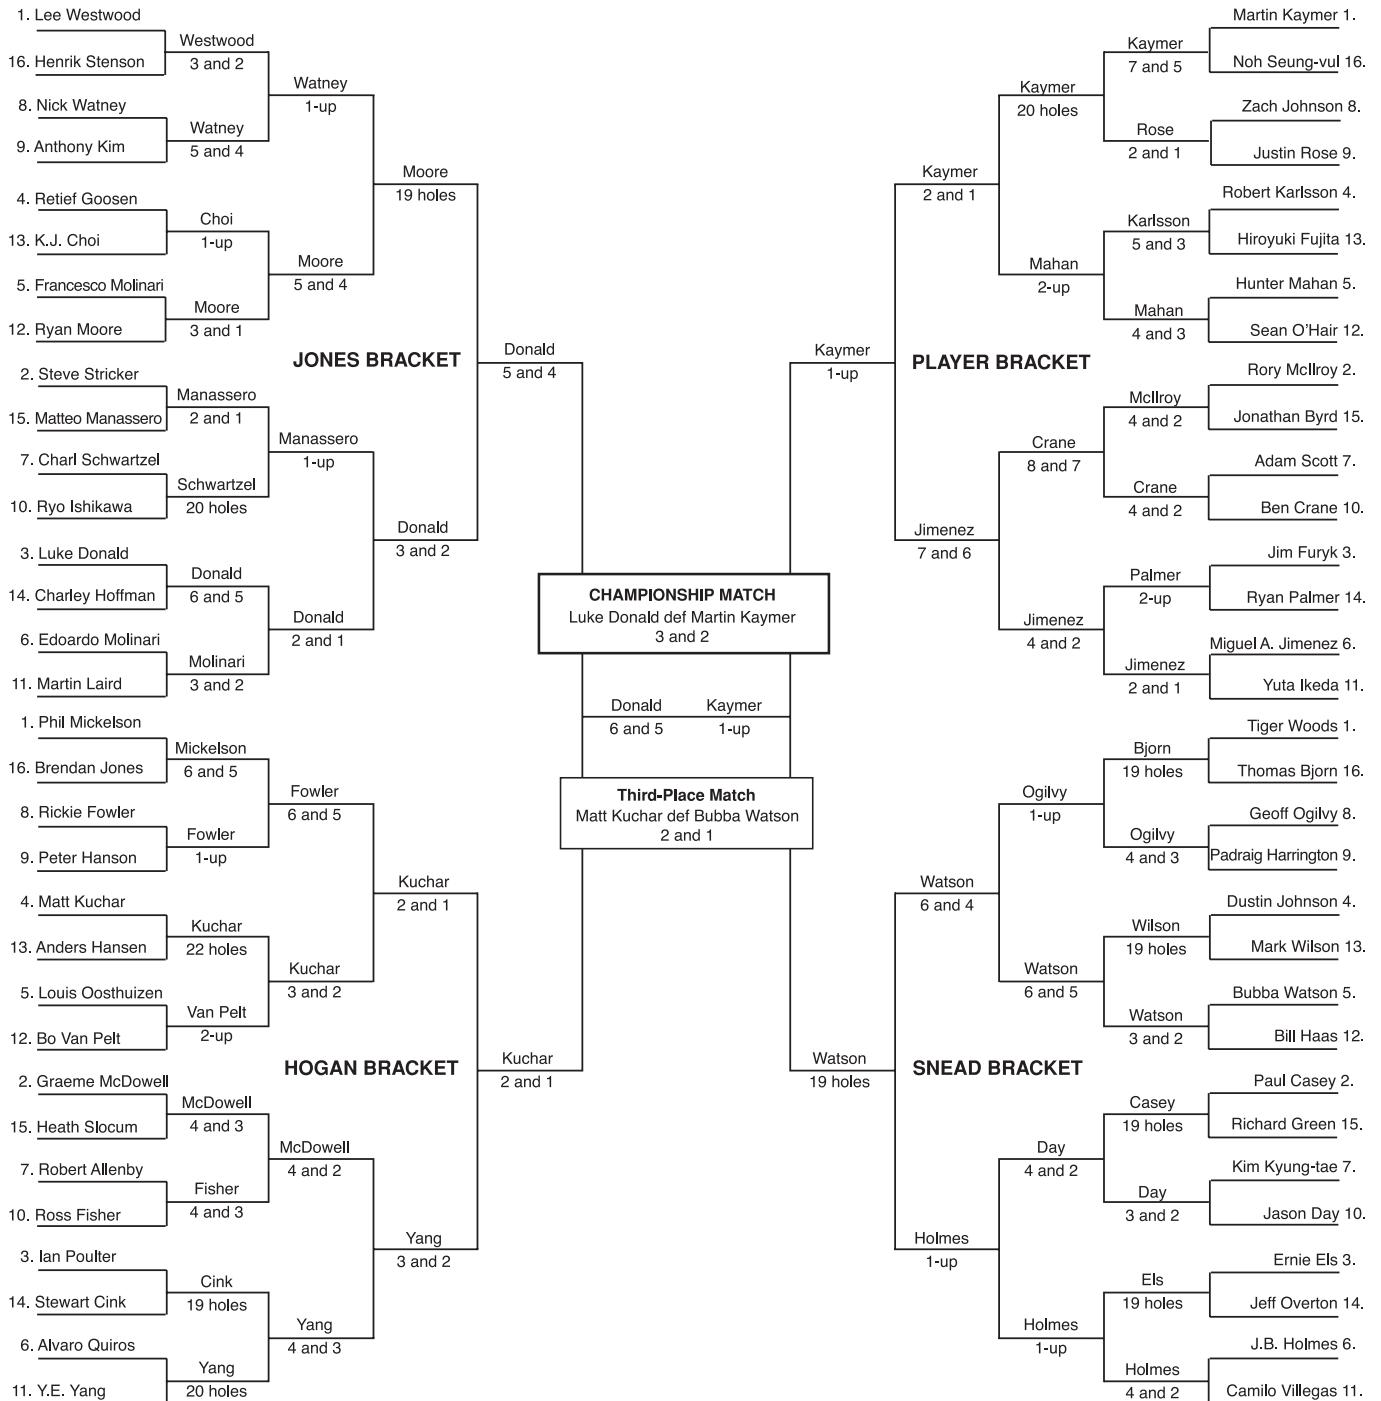 1. Lee Westwood
Westwood
3 and 2
16. Henrik Stenson
Watney
1-up
8. Nick Watney
Watney
5 and 4
9. Anthony Kim
Moore
19 holes
4. Retief Goosen
Choi
1-up
13. K.J. Choi
Moore
5 and 4
5. Francesco Molinari
Moore
3 and 1
12. Ryan Moore
JONES BRACKET
Donald
5 and 4
2. Steve Stricker
Manassero
2 and 1
15. Matteo Manassero
Manassero
1-up
7. Charl Schwartzel
Schwartzel
20 holes
10. Ryo Ishikawa
Donald
3 and 2
3. Luke Donald
Donald
6 and 5
14. Charley Hoffman
Donald
2 and 1
6. Edoardo Molinari
Molinari
3 and 2
11. Martin Laird
Martin Kaymer 1.
Kaymer
7 and 5
Noh Seung-yul 16.
Kaymer
20 holes
Zach Johnson 8.
Rose
2 and 1
Justin Rose 9.
Kaymer
2 and 1
Robert Karlsson 4.
Karlsson
5 and 3
Hiroyuki Fujita 13.
Mahan
2-up
Hunter Mahan 5.
Mahan
4 and 3
Sean O'Hair 12.
Kaymer
1-up
PLAYER BRACKET
Rory McIlroy 2.
McIlroy
4 and 2
Jonathan Byrd 15.
Crane
8 and 7
Adam Scott 7.
Crane
4 and 2
Ben Crane 10.
Jimenez
7 and 6
Jim Furyk 3.
Palmer
2-up
Ryan Palmer 14.
Jimenez
4 and 2
Miguel A. Jimenez 6.
Jimenez
2 and 1
Yuta Ikeda 11.
CHAMPIONSHIP MATCH
Luke Donald def Martin Kaymer
3 and 2
Donald
6 and 5
Kaymer
1-up
Third-Place Match
Matt Kuchar def Bubba Watson
2 and 1
1. Phil Mickelson
Mickelson
6 and 5
16. Brendan Jones
Fowler
6 and 5
8. Rickie Fowler
Fowler
1-up
9. Peter Hanson
Kuchar
2 and 1
4. Matt Kuchar
Kuchar
22 holes
13. Anders Hansen
Kuchar
3 and 2
5. Louis Oosthuizen
Van Pelt
2-up
12. Bo Van Pelt
HOGAN BRACKET
Kuchar
2 and 1
2. Graeme McDowell
McDowell
4 and 3
15. Heath Slocum
McDowell
4 and 2
7. Robert Allenby
Fisher
4 and 3
10. Ross Fisher
Yang
3 and 2
3. Ian Poulter
Cink
19 holes
14. Stewart Cink
Yang
4 and 3
6. Alvaro Quiros
Yang
20 holes
11. Y.E. Yang
Tiger Woods 1.
Bjorn
19 holes
Thomas Bjorn 16.
Ogilvy
1-up
Geoff Ogilvy 8.
Ogilvy
4 and 3
Padraig Harrington 9.
Watson
6 and 4
Dustin Johnson 4.
Wilson
19 holes
Mark Wilson 13.
Watson
6 and 5
Bubba Watson 5.
Watson
3 and 2
Bill Haas 12.
Watson
19 holes
SNEAD BRACKET
Paul Casey 2.
Casey
19 holes
Richard Green 15.
Day
4 and 2
Kim Kyung-tae 7.
Day
3 and 2
Jason Day 10.
Holmes
1-up
Ernie Els 3.
Els
19 holes
Jeff Overton 14.
Holmes
1-up
J.B. Holmes 6.
Holmes
4 and 2
Camilo Villegas 11.